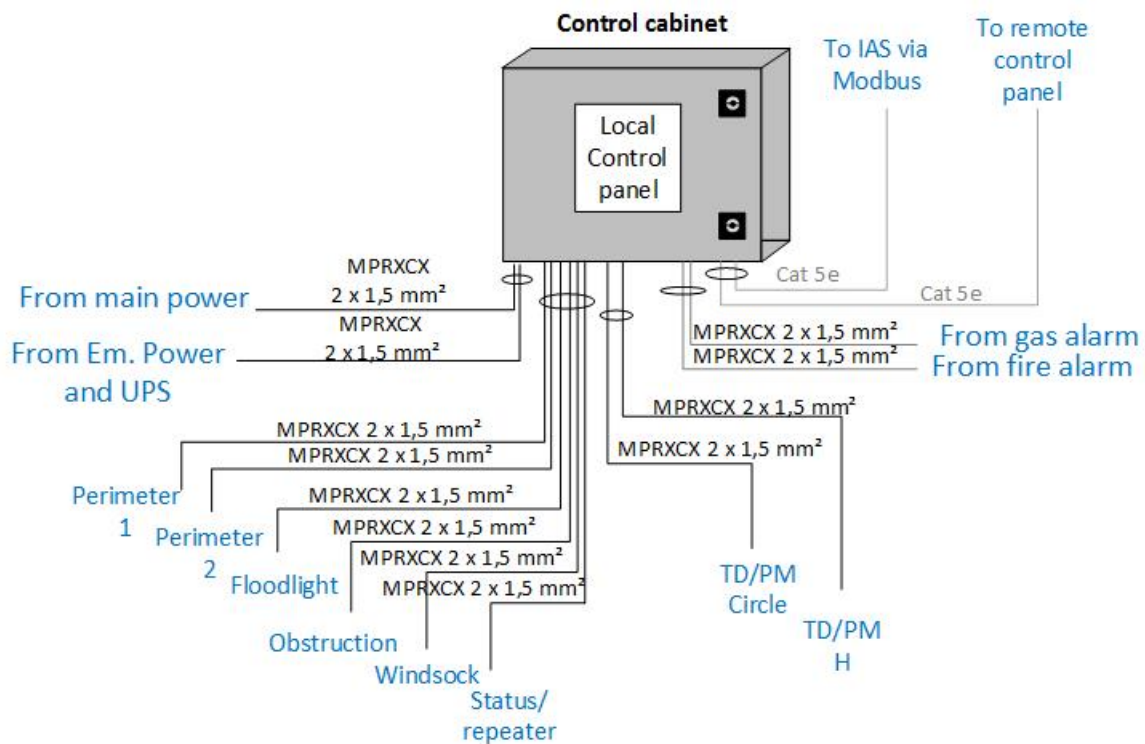 Control cabinet
To IAS via
Modbus
To remote
control
panel
Local
Control
panel
MPRXCX
2 x 1,5 mm²
From main power
MPRXCX
2 x 1,5 mm²
From Em. Power
and UPS
Cat 5e
Cat 5e
MPRXCX 2 x 1,5 mm²
From gas alarm
MPRXCX 2 x 1,5 mm²
From fire alarm
MPRXCX 2 x 1,5 mm²
MPRXCX 2 x 1,5 mm²
MPRXCX 2 x 1,5 mm²
MPRXCX 2 x 1,5 mm²
MPRXCX 2 x 1,5 mm²
MPRXCX 2 x 1,5 mm²
MPRXCX 2 x 1,5 mm²
MPRXCX 2 x 1,5 mm²
Perimeter
1
Perimeter
2
Floodlight
Obstruction
Windsock
Status/
repeater
TD/PM
Circle
TD/PM
H